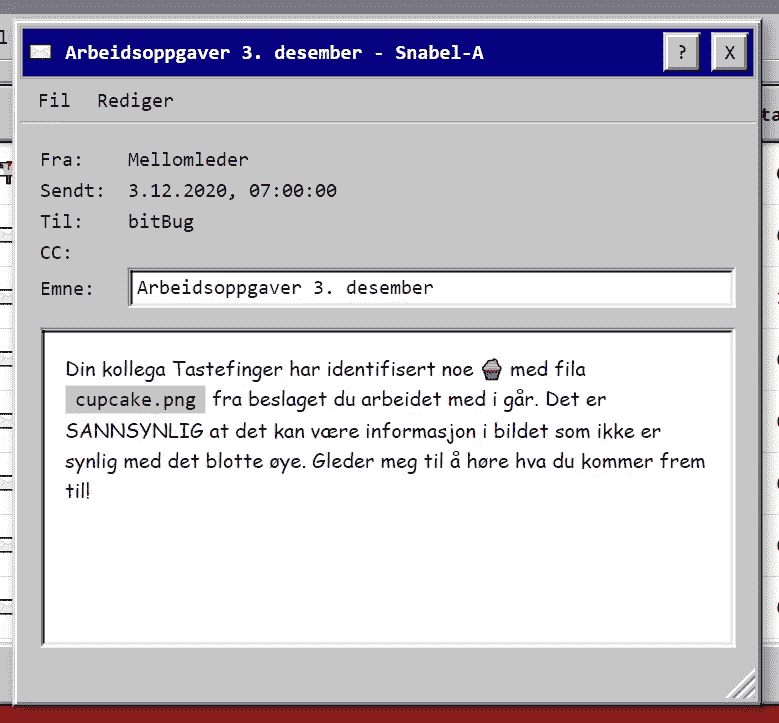 Arbeidsoppgaver 3. desember - Snabel-A
? X
Fil Rediger
Fra: Mellomleder
Sendt: 3.12.2020, 07:00:00
Til: bitBug
CC:
Emne: Arbeidsoppgaver 3. desember
Din kollega Tastefinger har identifisert noe 🧁 med fila
cupcake.png fra beslaget du arbeidet med i går. Det er
SANNSYNLIG at det kan være informasjon i bildet som ikke er
synlig med det blotte øye. Gleder meg til å høre hva du kommer frem
til!